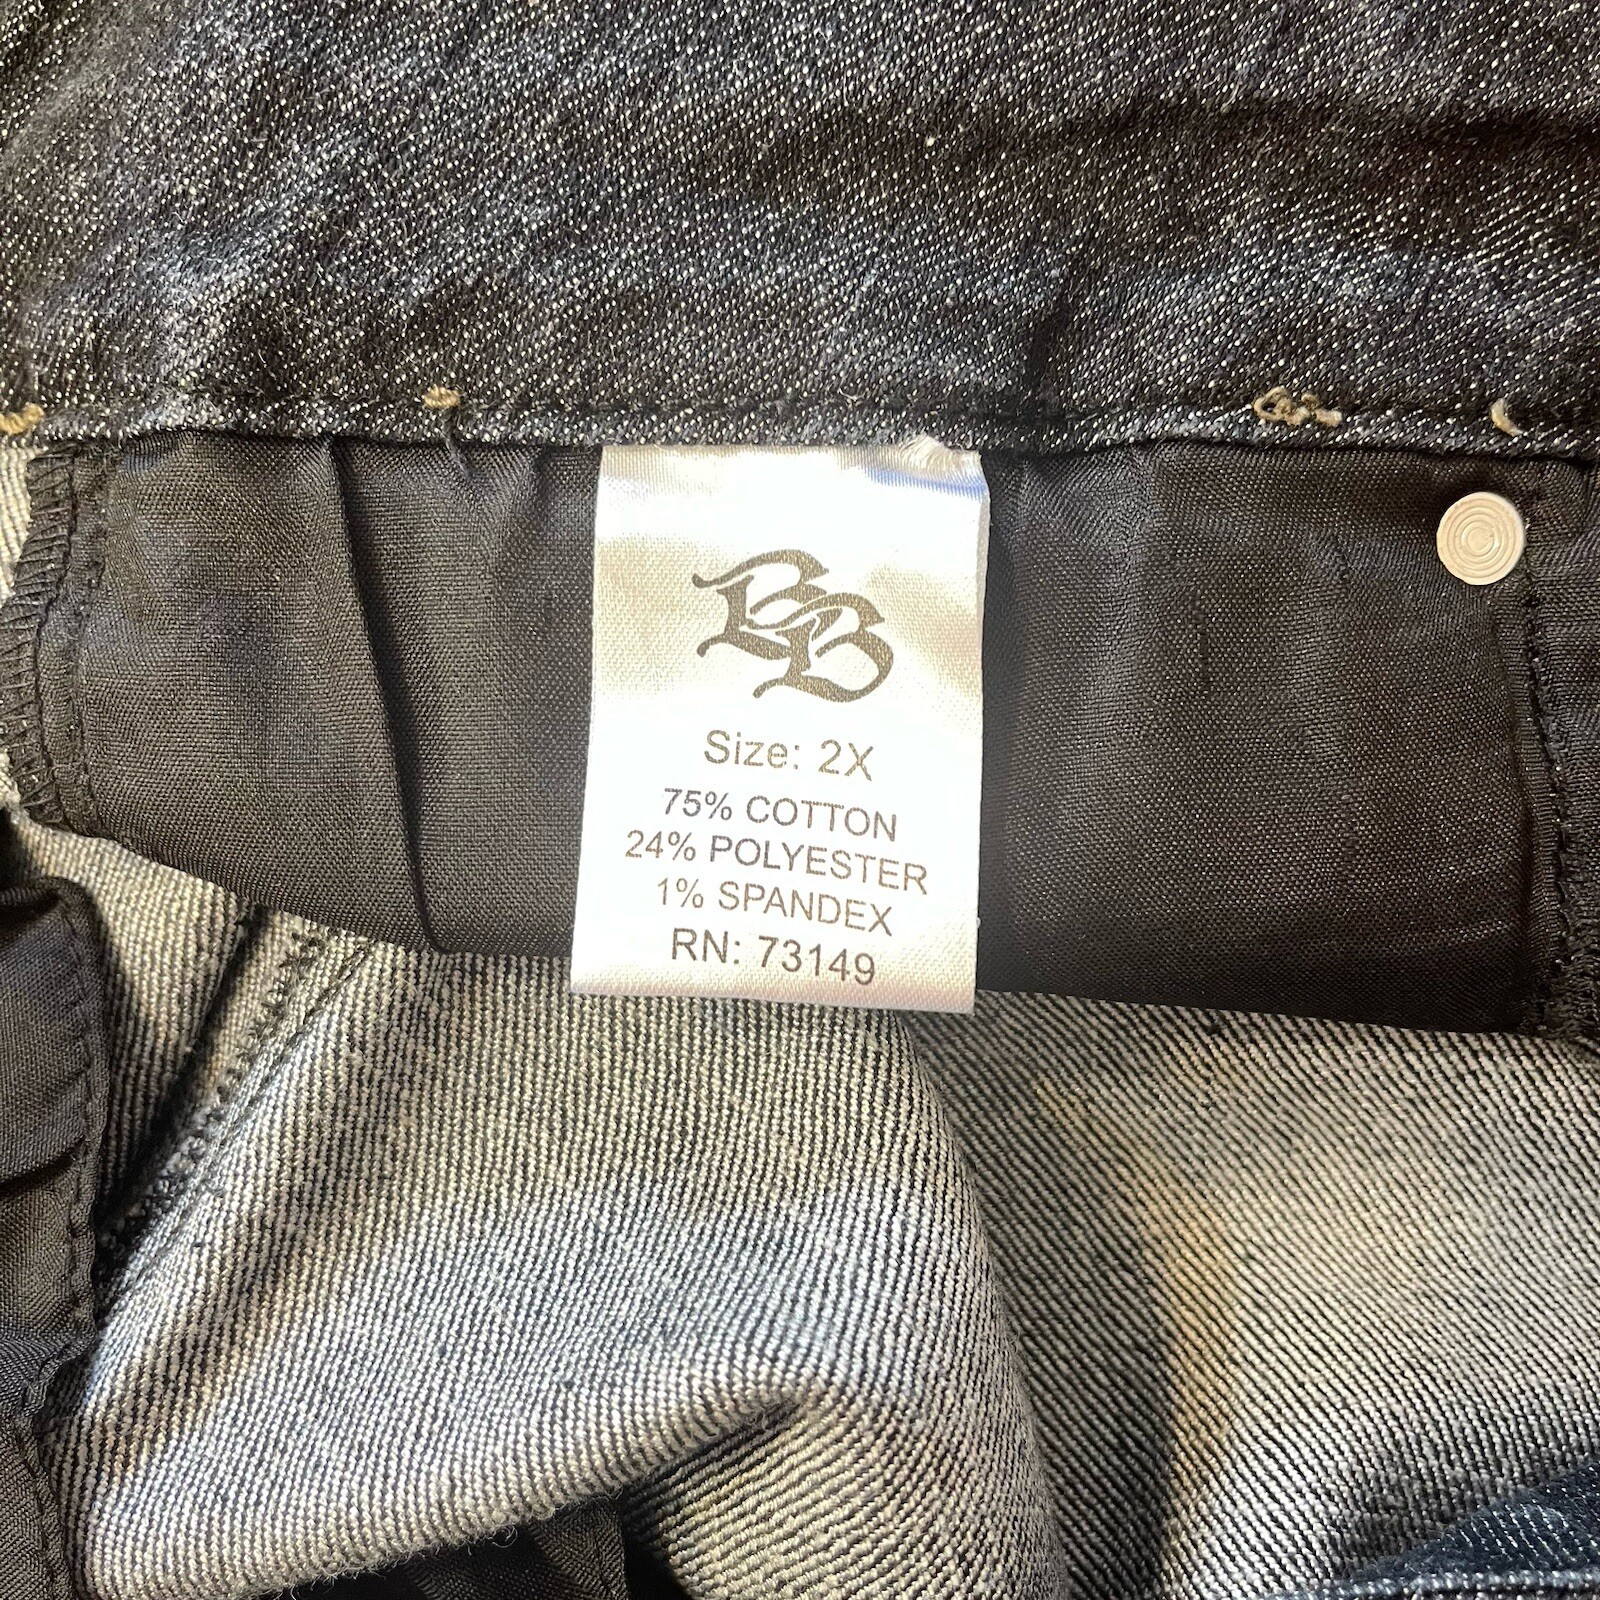 BB
Size: 2X
75% COTTON
24% POLYESTER
1% SPANDEX
RN: 73149